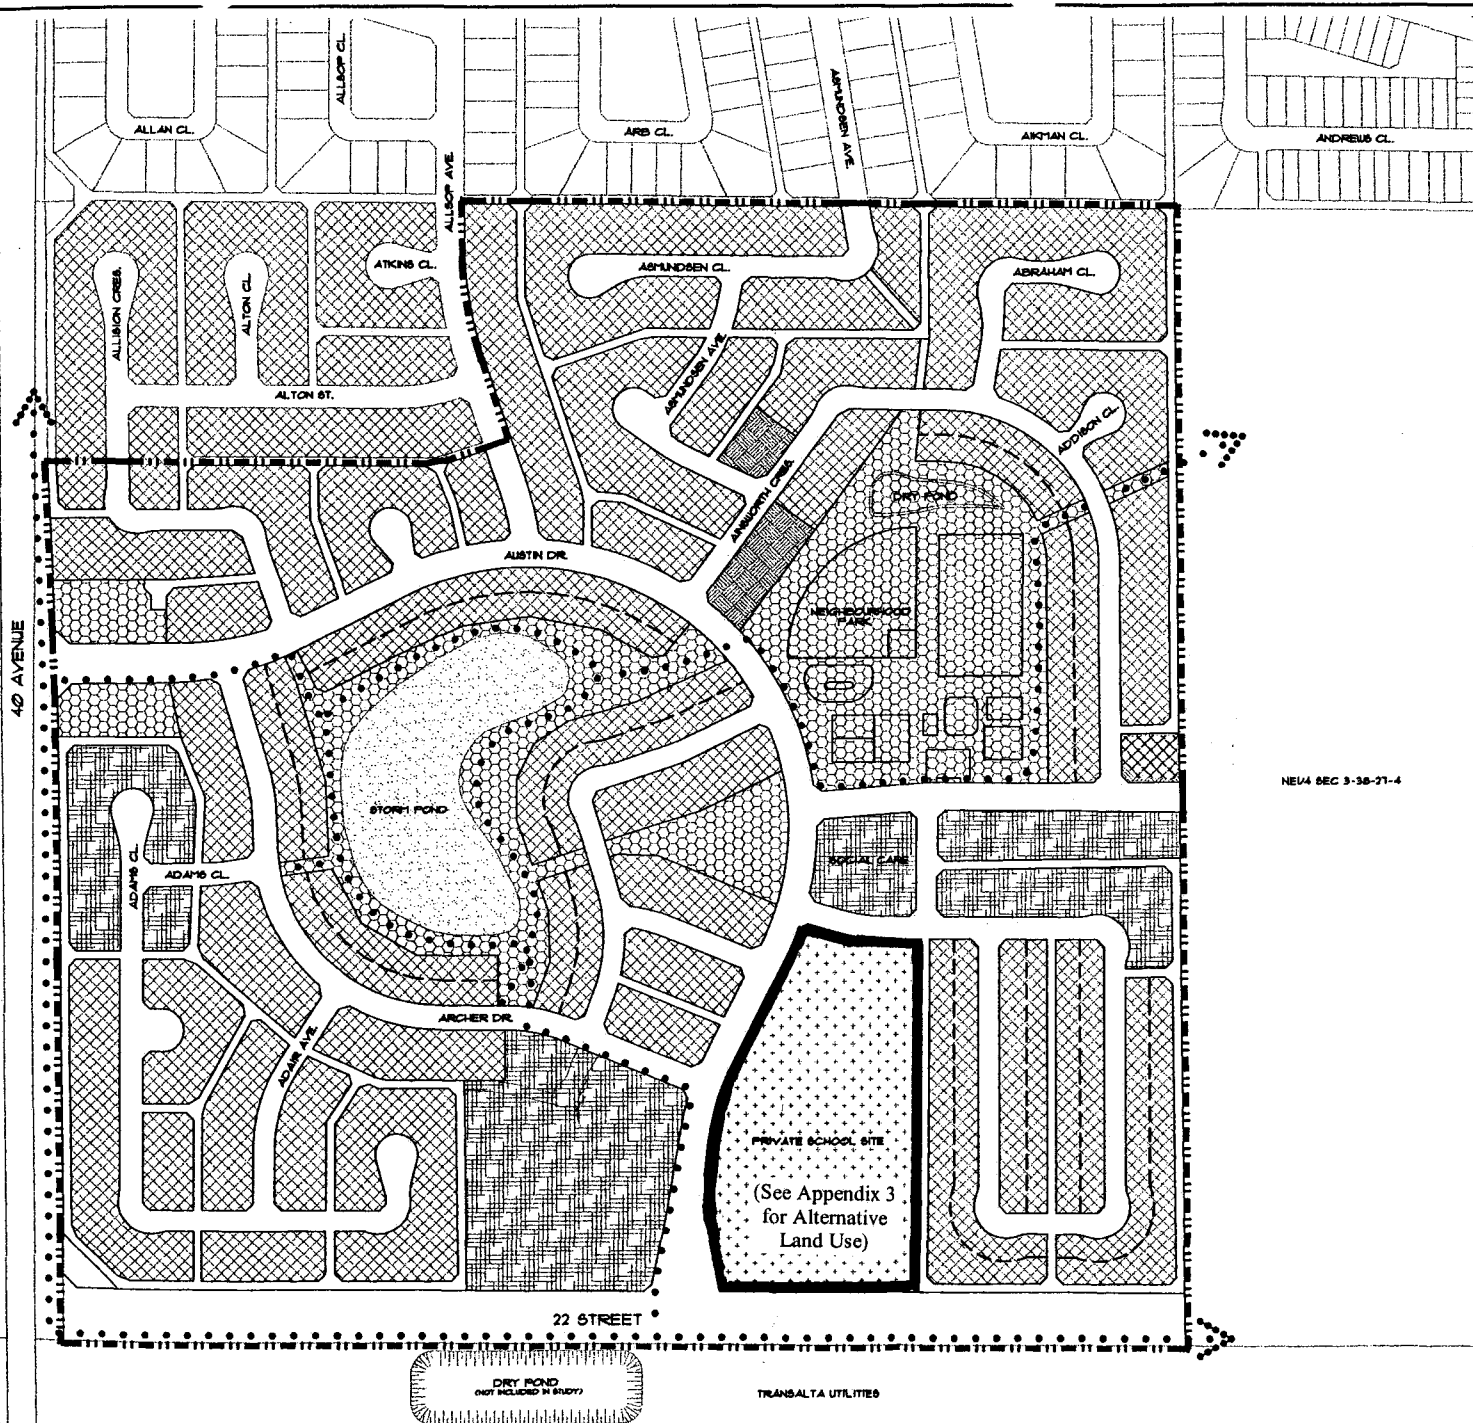 ALLSOP CL.
ALLAN CL.
ARB CL.
ASMUNDSEN AVE.
AIKMAN CL.
ANDREWS CL.
ALLSOP AVE.
ATKINS CL.
ASMUNDSEN CL.
ABRAHAM CL.
ALLISION CRES.
ALTON CL.
ASMUNDSEN AVE.
ALTON ST.
ADDISON CL.
AINSWORTH CRES.
DRY POND
AUSTIN DR.
NEIGHBOURHOOD
PARK
40 AVENUE
STORM POND
NE1/4 SEC 3-38-27-4
SOCIAL CARE
ADAMS CL.
ADAMS CL.
ARCHER DR.
ADAIR AVE.
PRIVATE SCHOOL SITE
(See Appendix 3
for Alternative
Land Use)
22 STREET
DRY POND
(NOT INCLUDED IN STUDY)
TRANSALTA UTILITIES